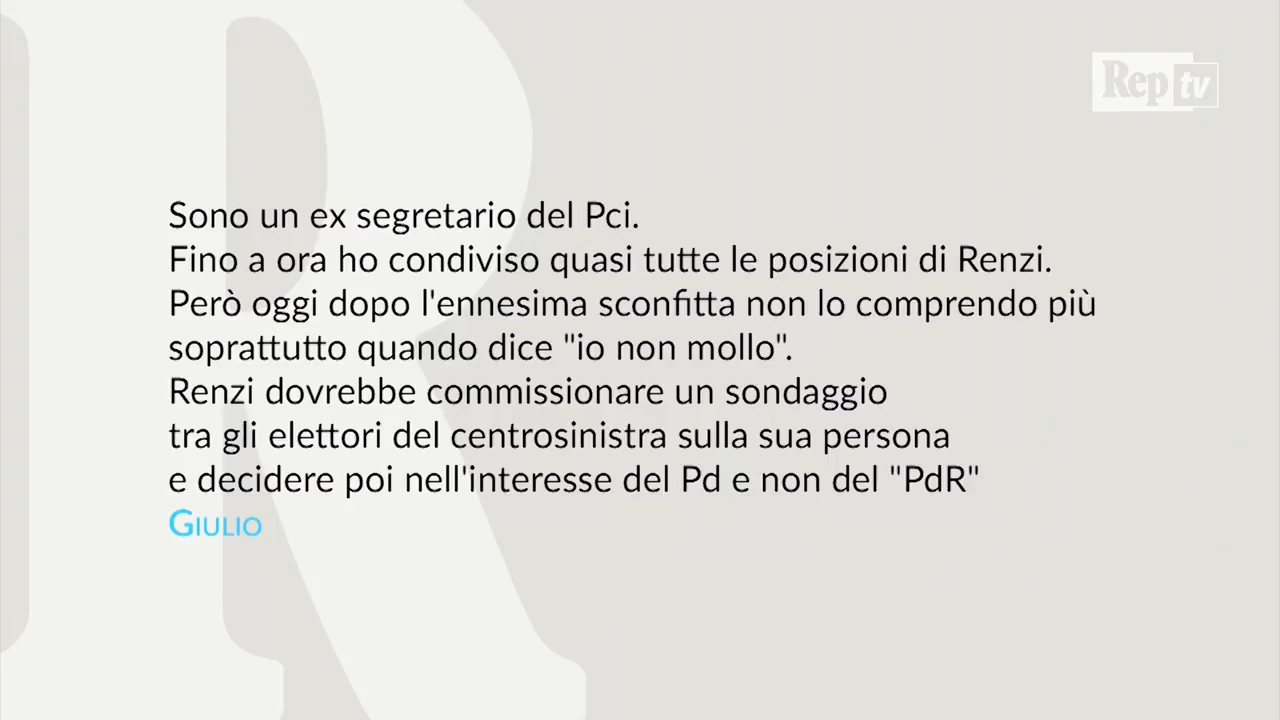 Rep tv
Sono un ex segretario del Pci.
Fino a ora ho condiviso quasi tutte le posizioni di Renzi.
Però oggi dopo l'ennesima sconfitta non lo comprendo più
soprattutto quando dice "io non mollo".
Renzi dovrebbe commissionare un sondaggio
tra gli elettori del centrosinistra sulla sua persona
e decidere poi nell'interesse del Pd e non del "PdR"
GIULIO